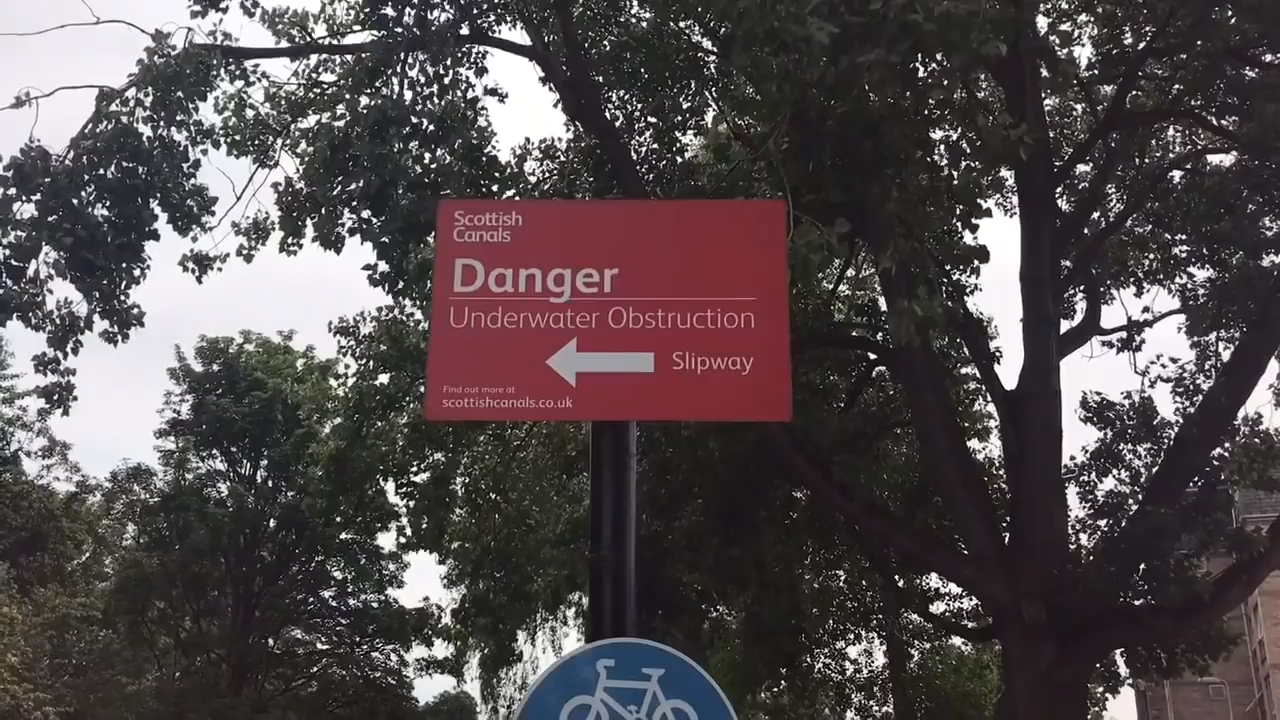 Scottish
Canals
Danger
Underwater Obstruction
Slipway
Find out more at
scottishcanals.co.uk